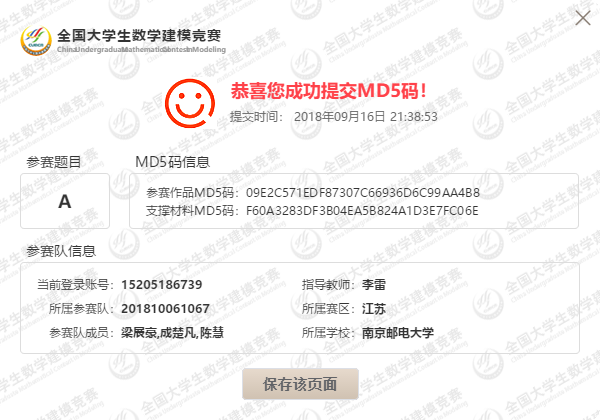 全国大学生数学建模竞赛
China Undergraduate Mathematical Contest in Modeling
恭喜您成功提交MD5码!
提交时间: 2018年09月16日 21:38:53
参赛题目 MD5码信息
A
参赛作品MD5码: 09E2C571EDF87307C66936D6C99AA4B8
支撑材料MD5码: F60A3283DF3B04EA5B824A1D3E7FC06E
参赛队信息
当前登录账号: 15205186739 指导教师: 李雷
所属参赛队: 201810061067 所属赛区: 江苏
参赛队成员: 梁展豪,成楚凡,陈慧 所属学校: 南京邮电大学
保存该页面